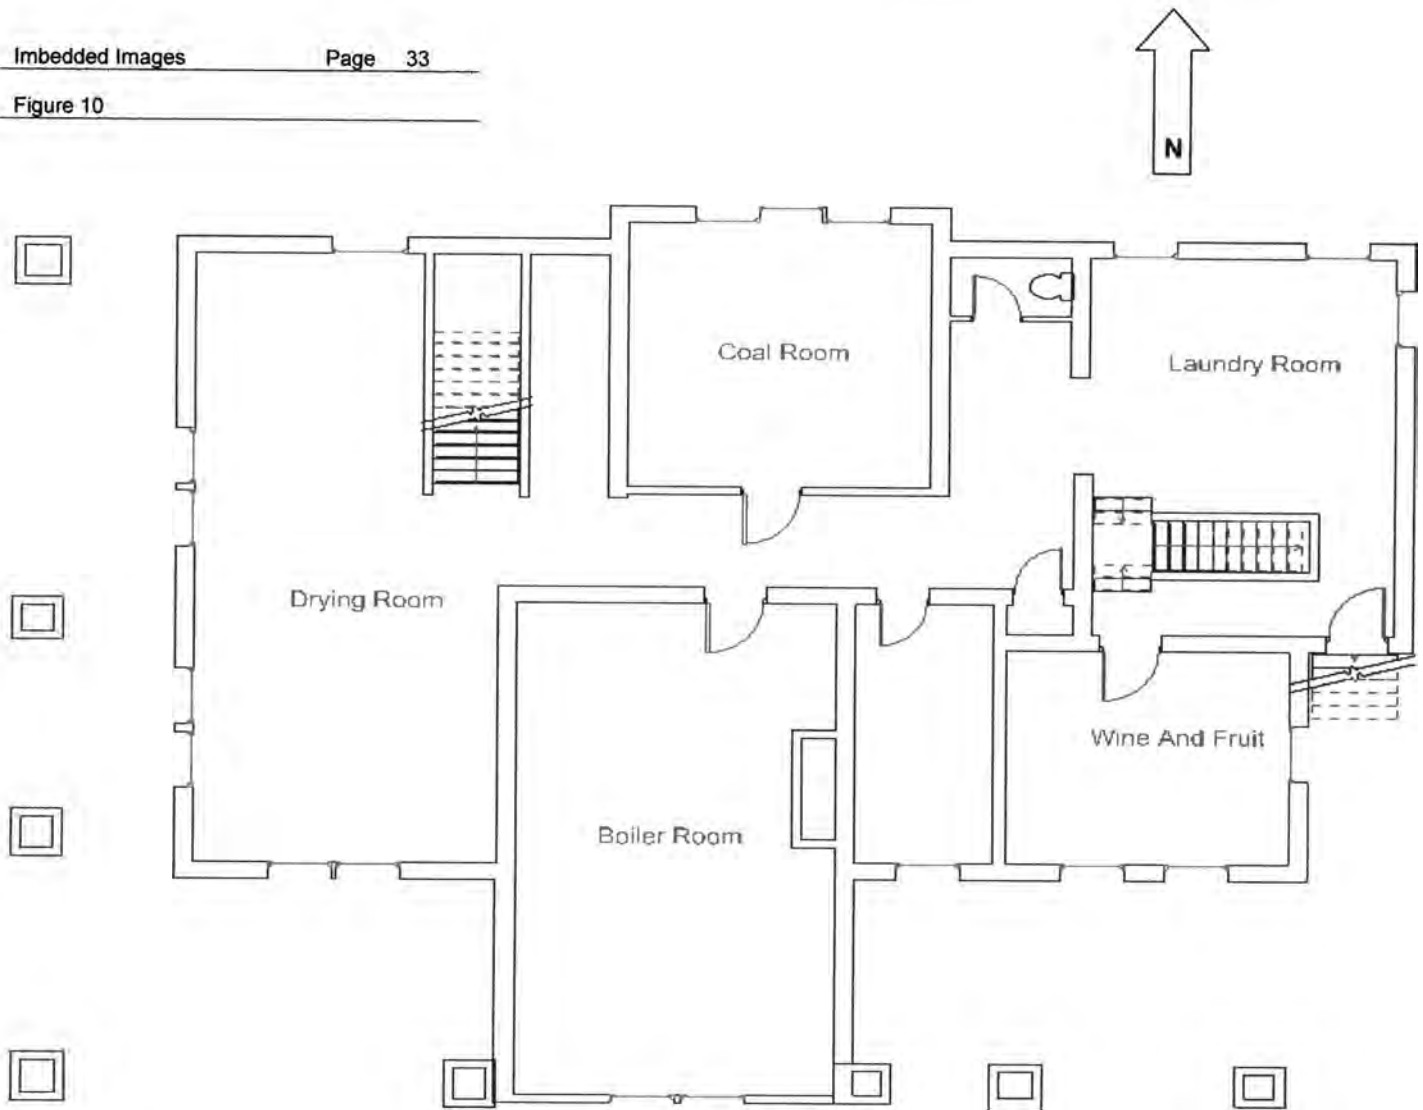 Imbedded Images Page 33
Figure 10
N
Coal Room
Laundry Room
Drying Room
Wine And Fruit
Boiler Room